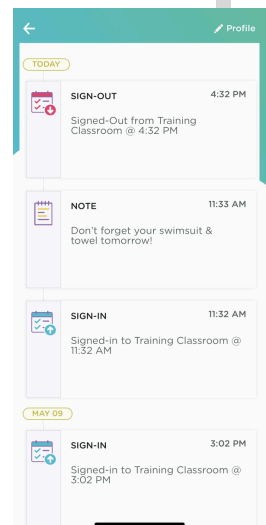 Profile
TODAY
SIGN-OUT 4:32 PM
Signed-Out from Training
Classroom @ 4:32 PM
NOTE 11:33 AM
Don't forget your swimsuit &
towel tomorrow!
SIGN-IN 11:32 AM
Signed-in to Training Classroom @
11:32 AM
MAY 09
SIGN-IN 3:02 PM
Signed-in to Training Classroom @
3:02 PM